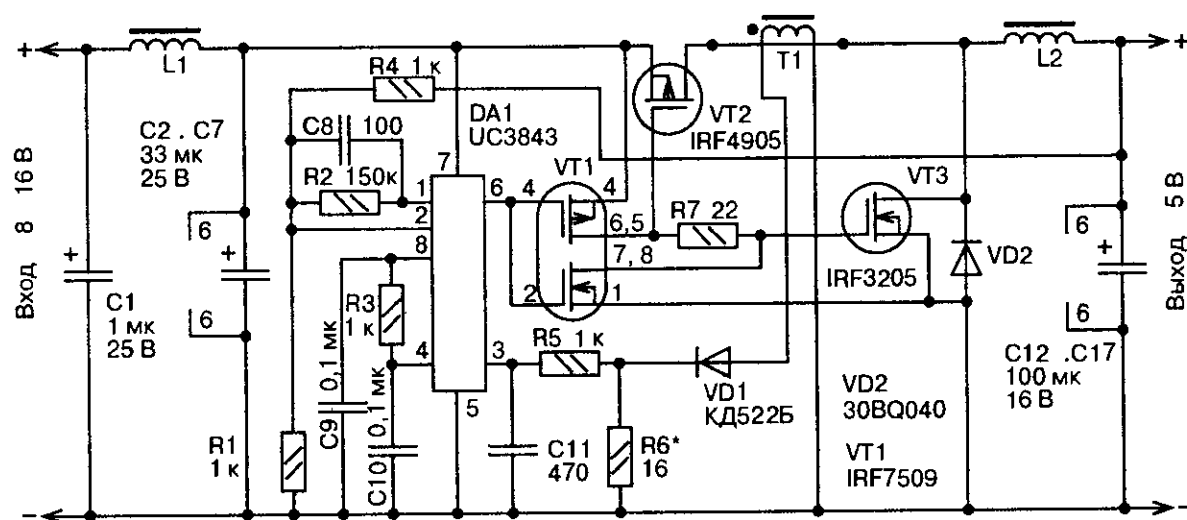 +
L1
R4 1 к
T1
L2
+
Вход 8 16 В
C2 . C7
33 мк
25 В
C8 100
R2 150к
DA1
UC3843
VT2
IRF4905
VT1
VT3
7
6
4
4
1
2
8
4
3
5
6,5
7, 8
2
1
R7 22
IRF3205
VD2
6
+
6
+
C1
1 мк
25 В
R3
1 к
R5 1 к
VD1
КД522Б
C9 0,1 мк
C10 0,1 мк
R1
1 к
C11
470
R6*
16
VD2
30BQ040
VT1
IRF7509
6
+
6
C12 .C17
100 мк
16 В
Выход 5 В
−
−